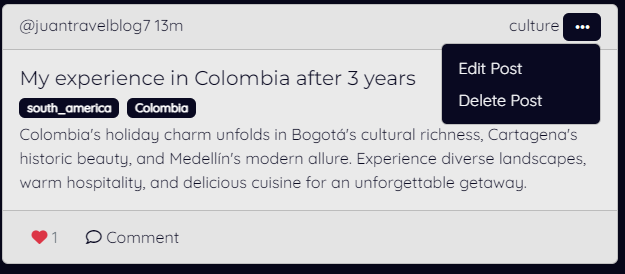 @juantravelblog7 13m
culture
Edit Post
Delete Post
My experience in Colombia after 3 years
south_america Colombia
Colombia's holiday charm unfolds in Bogotá's cultural richness, Cartagena's
historic beauty, and Medellín's modern allure. Experience diverse landscapes,
warm hospitality, and delicious cuisine for an unforgettable getaway.
1 Comment